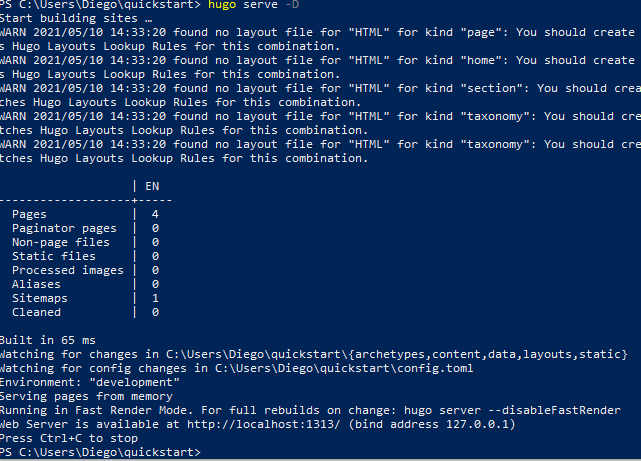 PS C:\Users\Diego\quickstart> hugo serve -D
Start building sites …
WARN 2021/05/10 14:33:20 found no layout file for "HTML" for kind "page": You should create
s Hugo Layouts Lookup Rules for this combination.
WARN 2021/05/10 14:33:20 found no layout file for "HTML" for kind "home": You should create
s Hugo Layouts Lookup Rules for this combination.
WARN 2021/05/10 14:33:20 found no layout file for "HTML" for kind "section": You should crea
ches Hugo Layouts Lookup Rules for this combination.
WARN 2021/05/10 14:33:20 found no layout file for "HTML" for kind "taxonomy": You should cre
tches Hugo Layouts Lookup Rules for this combination.
WARN 2021/05/10 14:33:20 found no layout file for "HTML" for kind "taxonomy": You should cre
tches Hugo Layouts Lookup Rules for this combination.
                   | EN
-------------------+-----
  Pages            |  4
  Paginator pages  |  0
  Non-page files   |  0
  Static files     |  0
  Processed images |  0
  Aliases          |  0
  Sitemaps         |  1
  Cleaned          |  0
Built in 65 ms
Watching for changes in C:\Users\Diego\quickstart\{archetypes,content,data,layouts,static}
Watching for config changes in C:\Users\Diego\quickstart\config.toml
Environment: "development"
Serving pages from memory
Running in Fast Render Mode. For full rebuilds on change: hugo server --disableFastRender
Web Server is available at http://localhost:1313/ (bind address 127.0.0.1)
Press Ctrl+C to stop
PS C:\Users\Diego\quickstart>